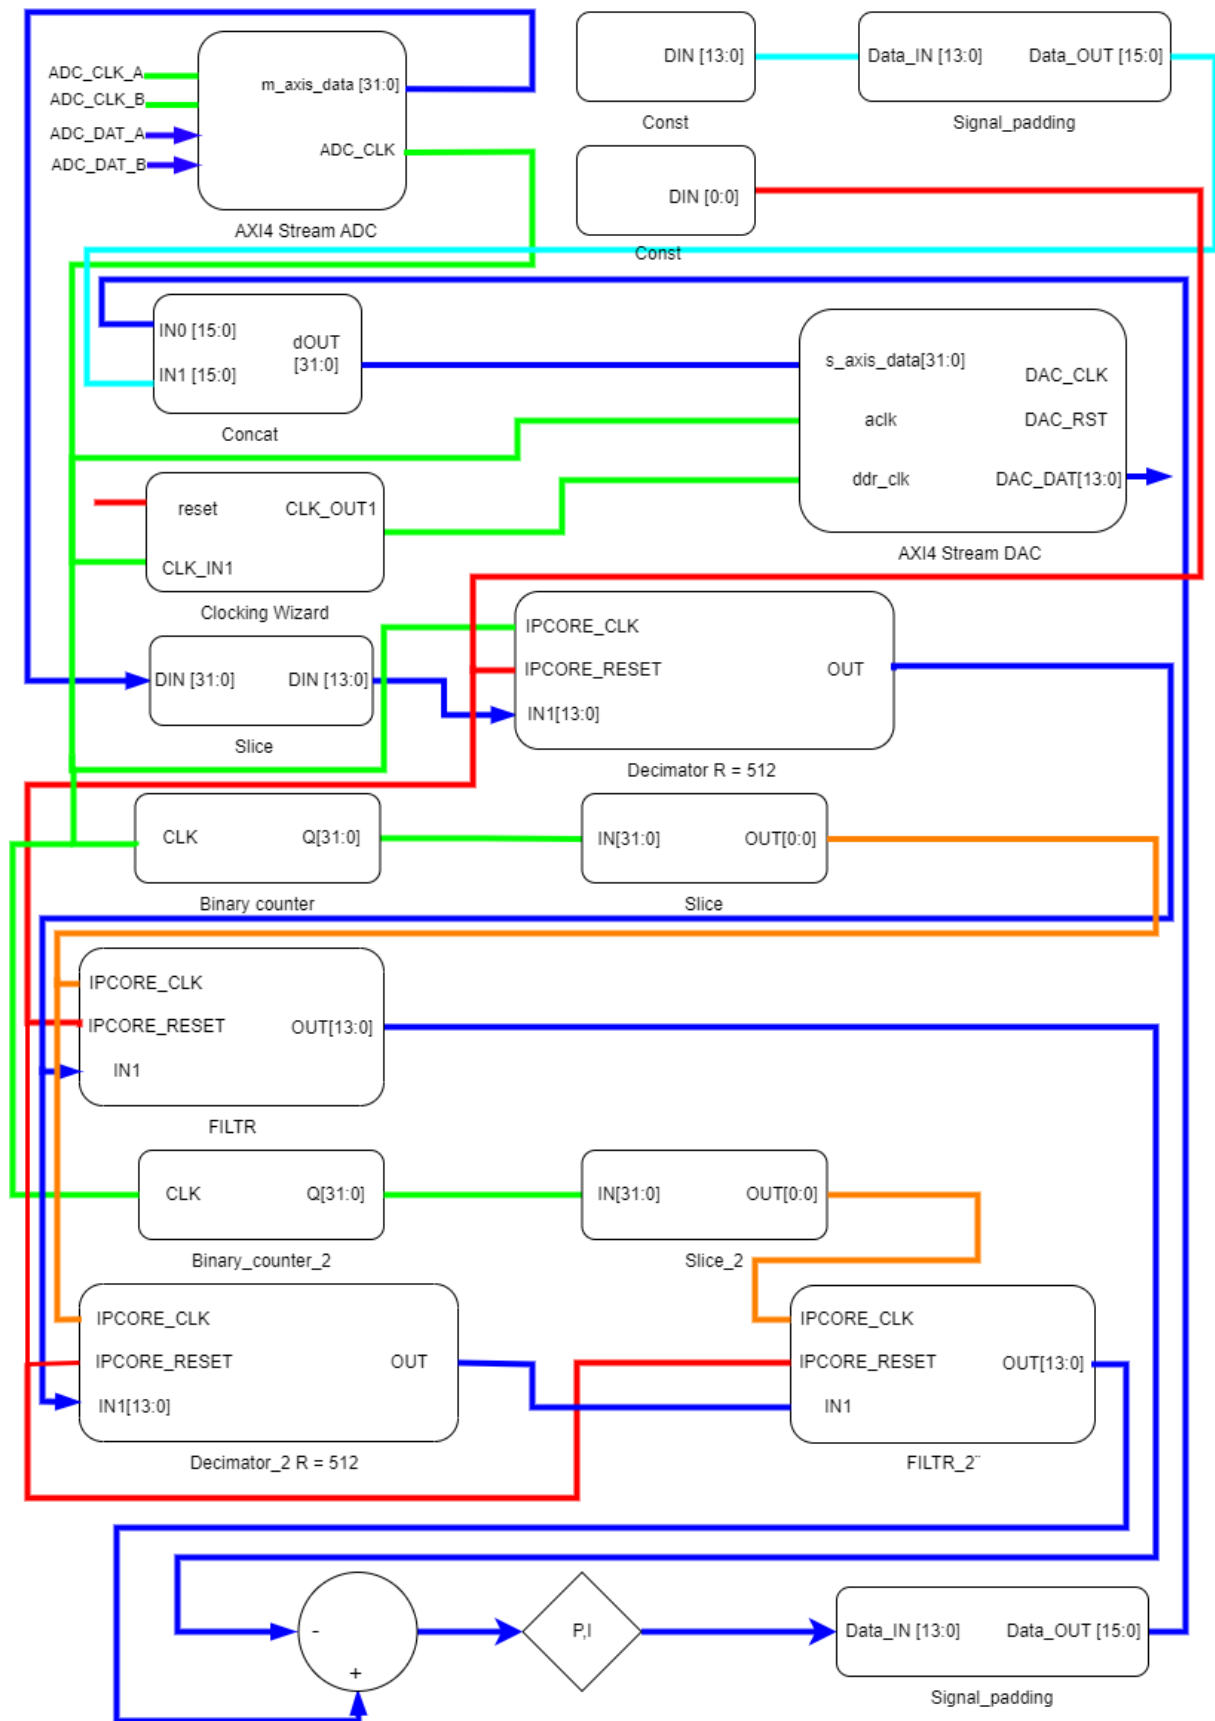 DIN [13:0]
Data_IN [13:0]
Data_OUT [15:0]
ADC_CLK_A
m_axis_data [31:0]
ADC_CLK_B
Const
Signal_padding
ADC_DAT_A
ADC_CLK
ADC_DAT_B
DIN [0:0]
AXI4 Stream ADC
Const
IN0 [15:0]
dOUT
[31:0]
s_axis_data[31:0]
IN1 [15:0]
DAC_CLK
aclk
DAC_RST
Concat
ddr_clk
DAC_DAT[13:0]
reset
CLK_OUT1
AXI4 Stream DAC
CLK_IN1
Clocking Wizard
IPCORE_CLK
IPCORE_RESET
OUT
DIN [31:0]
DIN [13:0]
IN1[13:0]
Slice
Decimator R = 512
CLK
Q[31:0]
IN[31:0]
OUT[0:0]
Binary counter
Slice
IPCORE_CLK
IPCORE_RESET
OUT[13:0]
IN1
FILTR
CLK
Q[31:0]
IN[31:0]
OUT[0:0]
Binary_counter_2
Slice_2
IPCORE_CLK
IPCORE_CLK
IPCORE_RESET
OUT
IPCORE_RESET
OUT[13:0]
IN1[13:0]
IN1
Decimator_2 R = 512
FILTR_2¨
-
+
P,I
Data_IN [13:0]
Data_OUT [15:0]
Signal_padding